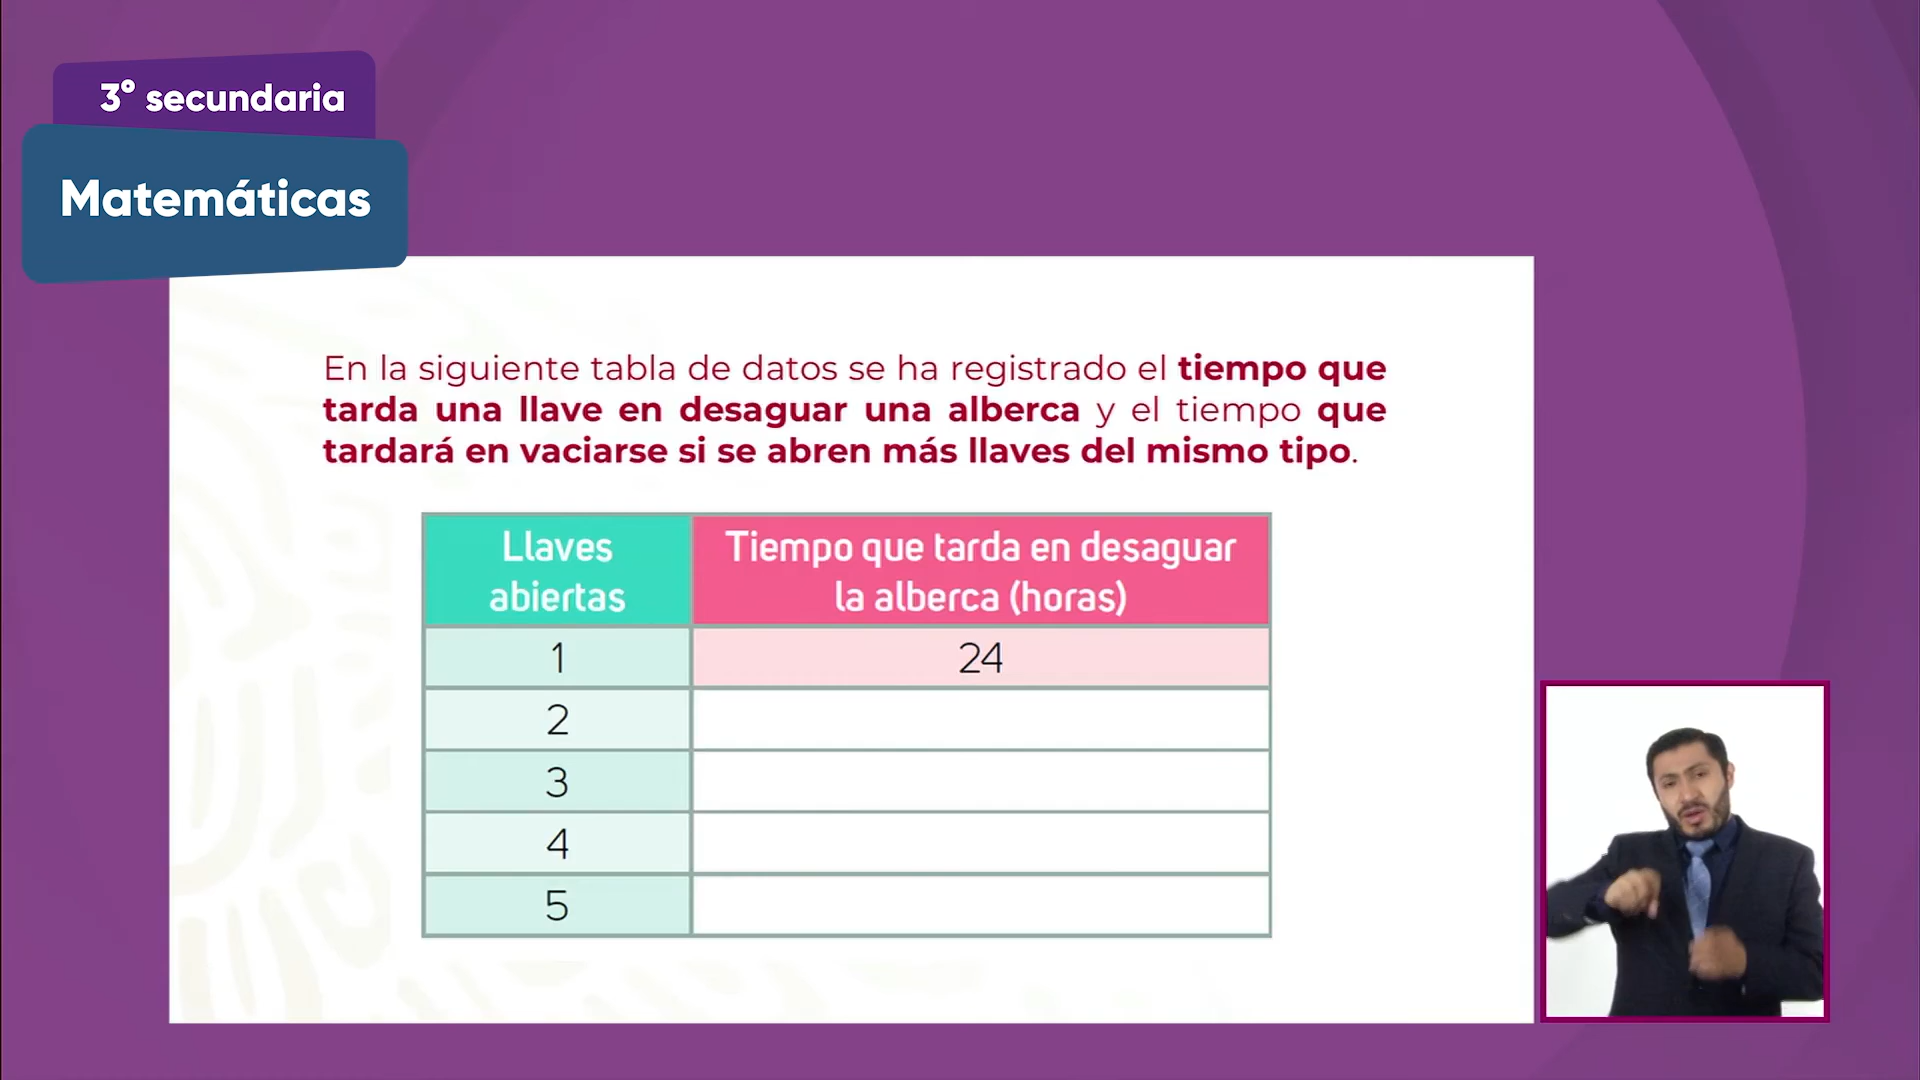 3° secundaria
Matemáticas
En la siguiente tabla de datos se ha registrado el tiempo que
tarda una llave en desaguar una alberca y el tiempo que
tardará en vaciarse si se abren más llaves del mismo tipo.
Llaves
abiertas
Tiempo que tarda en desaguar
la alberca (horas)
1
24
2
3
4
5